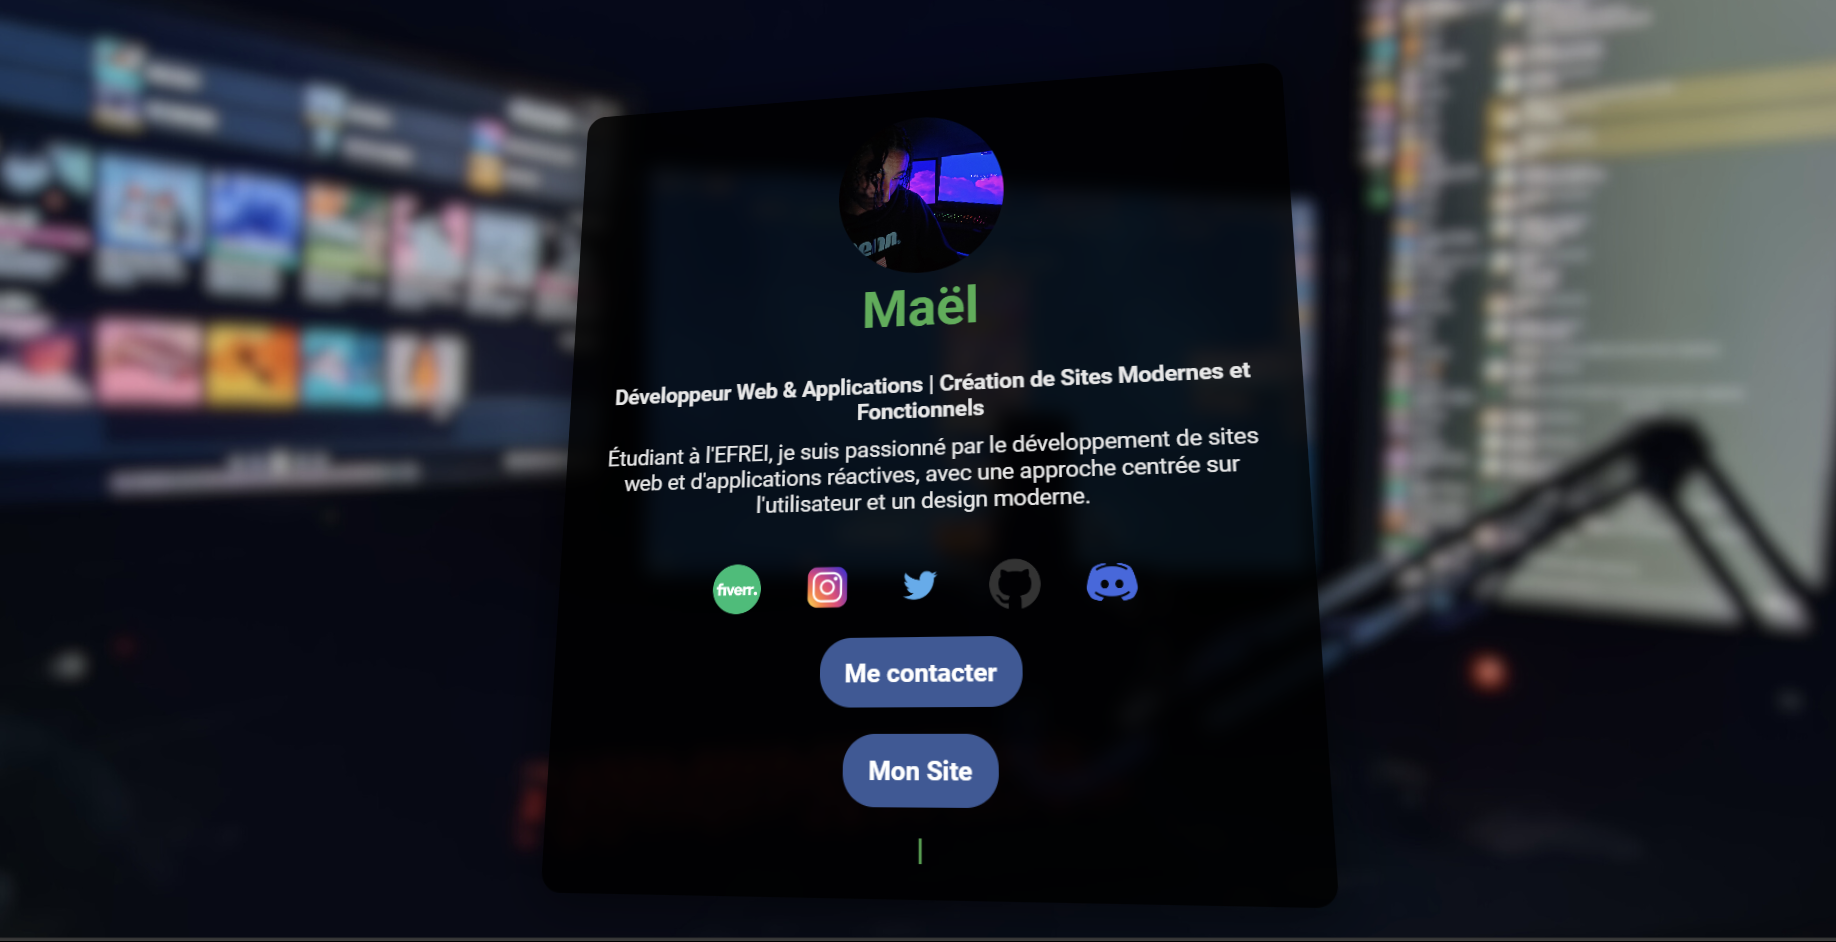 Maël
Développeur Web & Applications | Création de Sites Modernes et
Fonctionnels
Étudiant à l'EFREI, je suis passionné par le développement de sites
web et d'applications réactives, avec une approche centrée sur
l'utilisateur et un design moderne.
fiverr.
Me contacter
Mon Site